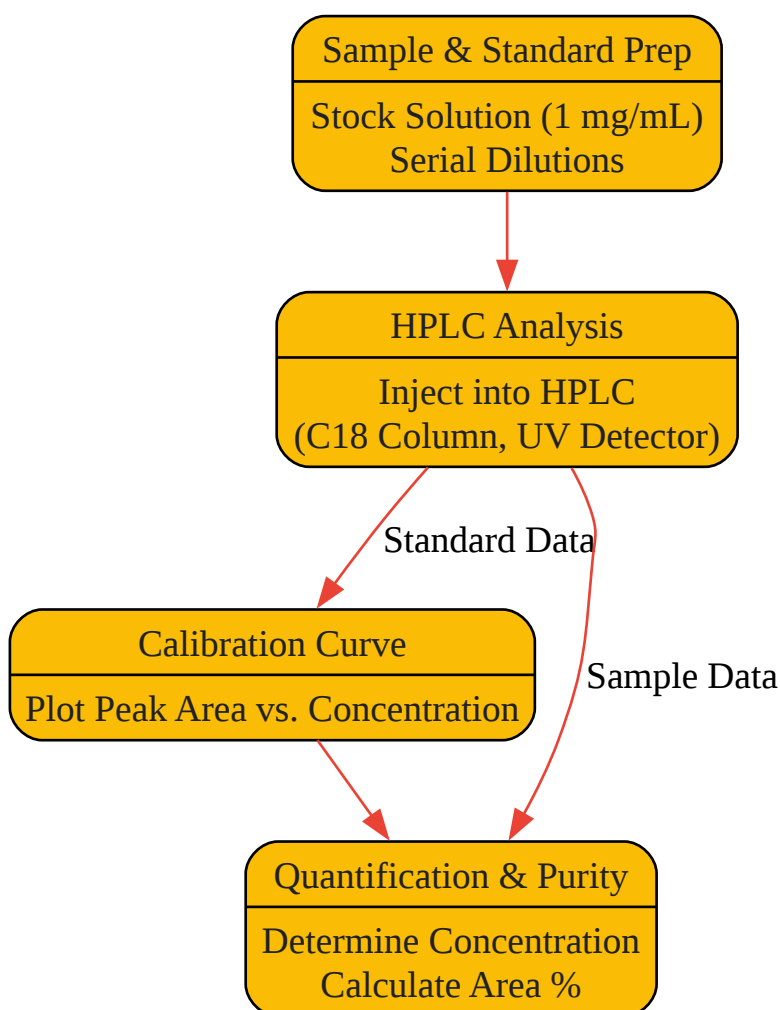 Sample & Standard Prep
Stock Solution (1 mg/mL)
Serial Dilutions
HPLC Analysis
Inject into HPLC
(C18 Column, UV Detector)
Standard Data
Calibration Curve
Plot Peak Area vs. Concentration
Sample Data
Quantification & Purity
Determine Concentration
Calculate Area %